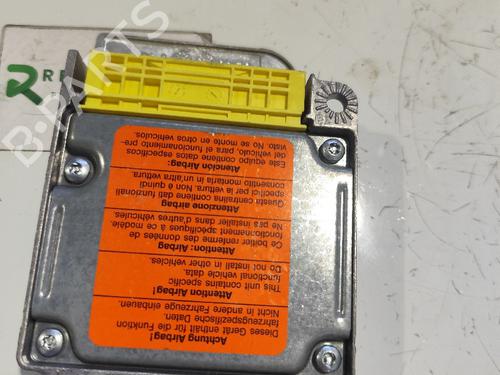 Achtung Airbag!
Dieses Gerät enthält für die Funktion
fahrzeugspezifische Daten.
Nicht in andere Fahrzeuge einbauen.
Attention Airbag!
This unit contains specific
functional vehicle data.
Do not install in other vehicles.
Attention: Airbag
Ce boîtier renferme des données de
fonctionnement spécifiques à ce modèle.
Ne pas installer dans d'autres véhicules.
Attenzione airbag
Questa centralina contiene dati funzionali
specifici per la vettura. Non è quindi
consentito montarla in un'altra vettura.
Atención Airbag:
Este equipo contiene datos específicos
del vehículo, para el funcionamiento pre-
visto. No se monte en otros vehículos.
B-PARTS